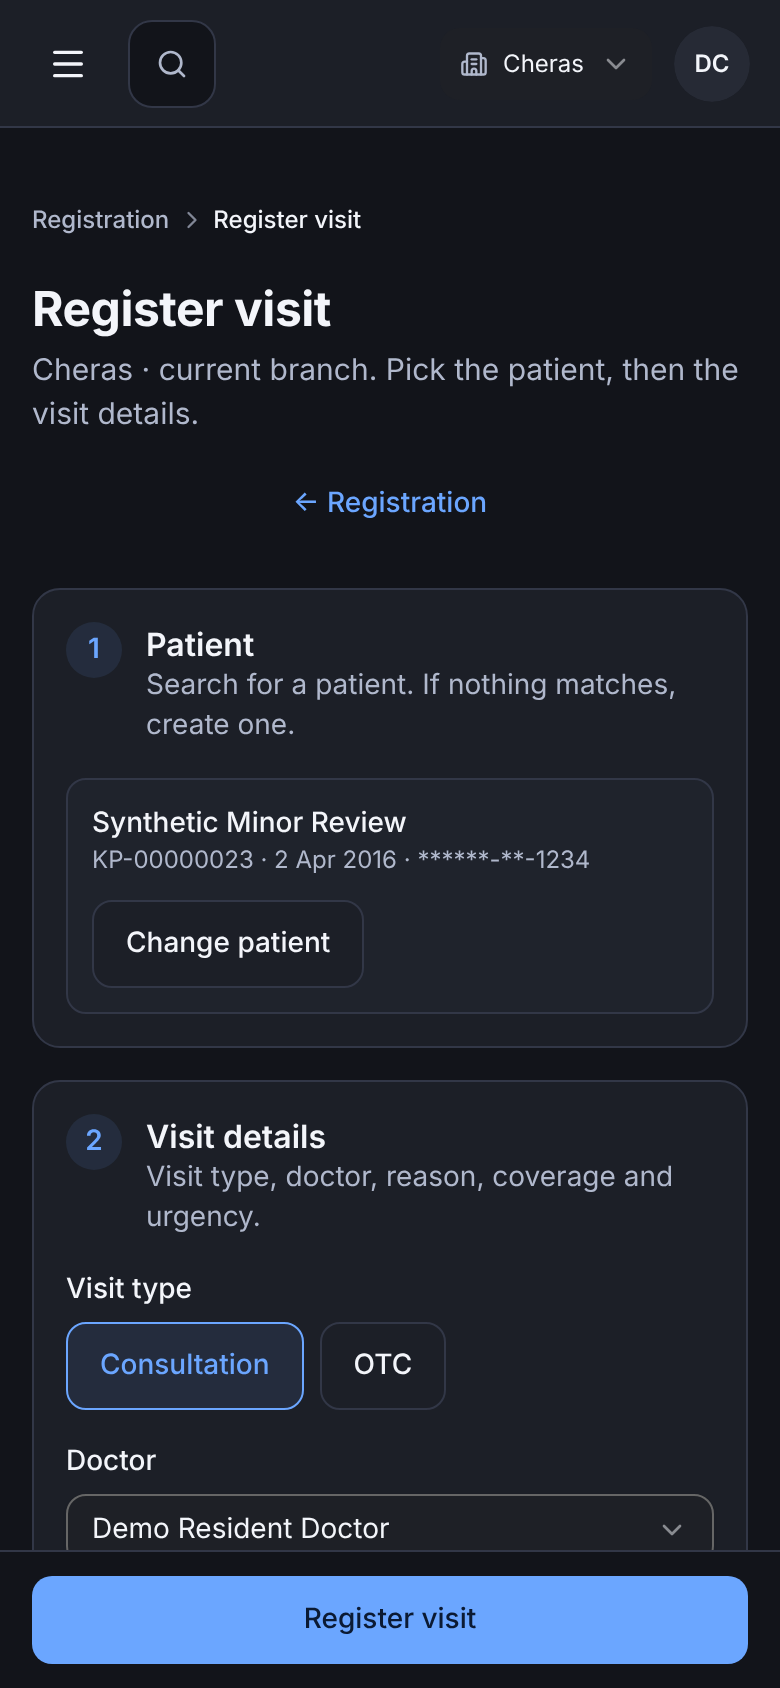 Cheras
DC
Registration > Register visit
Register visit
Cheras · current branch. Pick the patient, then the
visit details.
← Registration
1
Patient
Search for a patient. If nothing matches,
create one.
Synthetic Minor Review
KP-00000023 · 2 Apr 2016 · ******-**-1234
Change patient
2
Visit details
Visit type, doctor, reason, coverage and
urgency.
Visit type
Consultation
OTC
Doctor
Demo Resident Doctor
Register visit